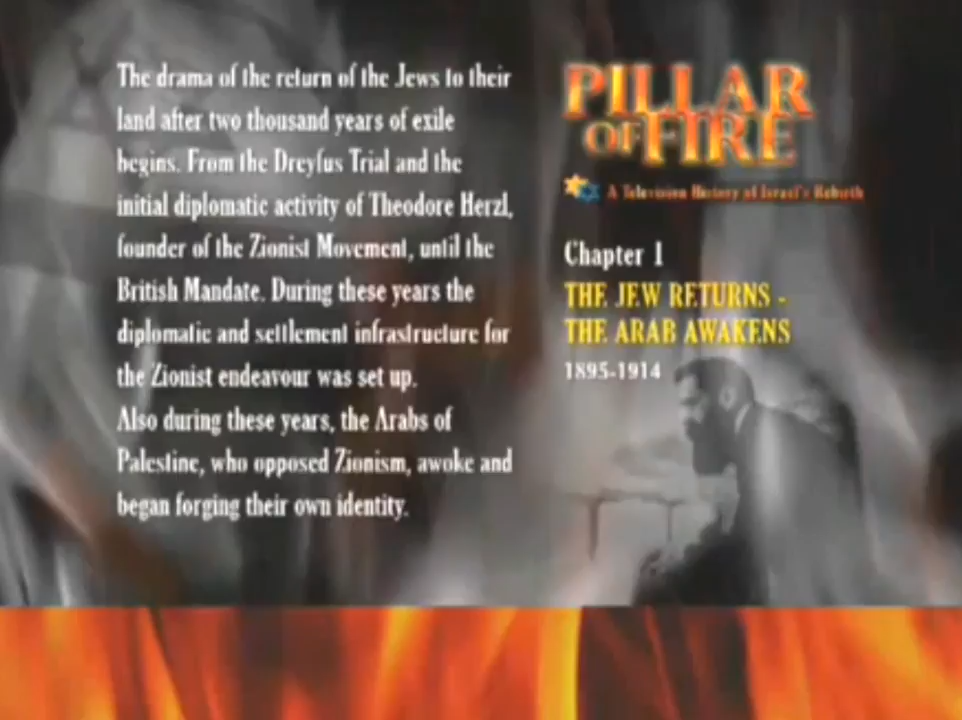 The drama of the return of the Jews to their
land after two thousand years of exile
begins. From the Dreyfus Trial and the
initial diplomatic activity of Theodore Herzl,
founder of the Zionist Movement, until the
British Mandate. During these years the
diplomatic and settlement infrastructure for
the Zionist endeavour was set up.
Also during these years, the Arabs of
Palestine, who opposed Zionism, awoke and
began forging their own identity.
PILLAR
OF FIRE
A Television History of Israel's Rebirth
Chapter 1
THE JEW RETURNS -
THE ARAB AWAKENS
1895-1914